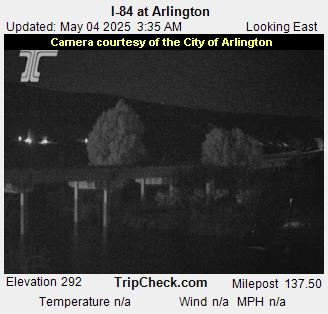 I-84 at Arlington
Updated: May 04 2025 3:35 AM Looking East
Camera courtesy of the City of Arlington
Elevation 292 TripCheck.com Milepost 137.50
Temperature n/a Wind n/a MPH n/a